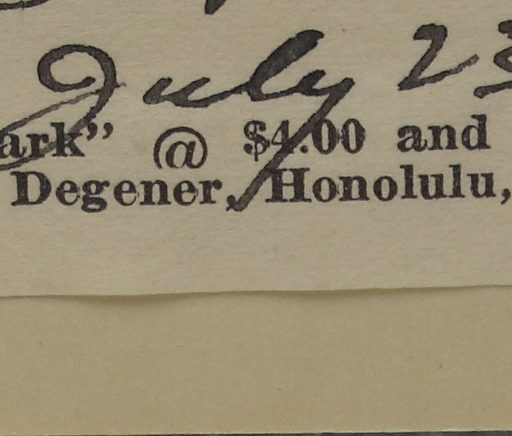 July 23
ark” @ $4.00 and
Degener, Honolulu,